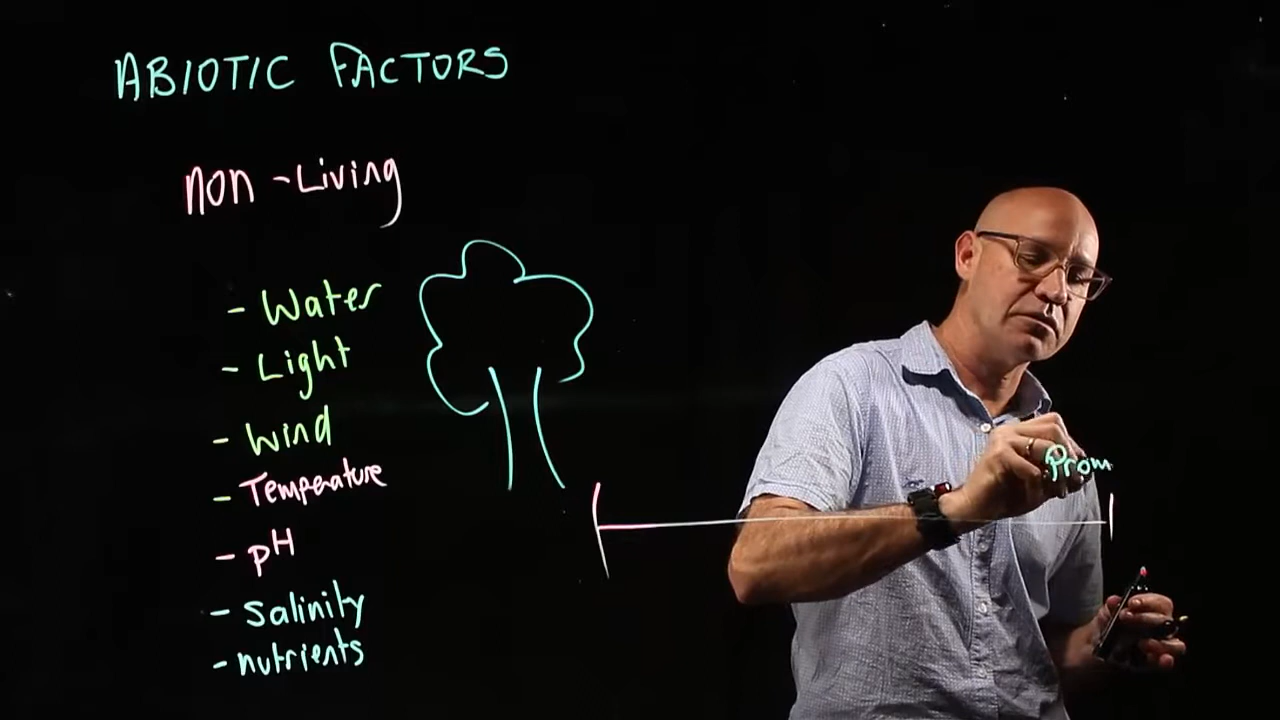 ABIOTIC FACTORS
non - Living
- Water
- Light
- Wind
- Temperature
- pH
- Salinity
- nutrients
Prom